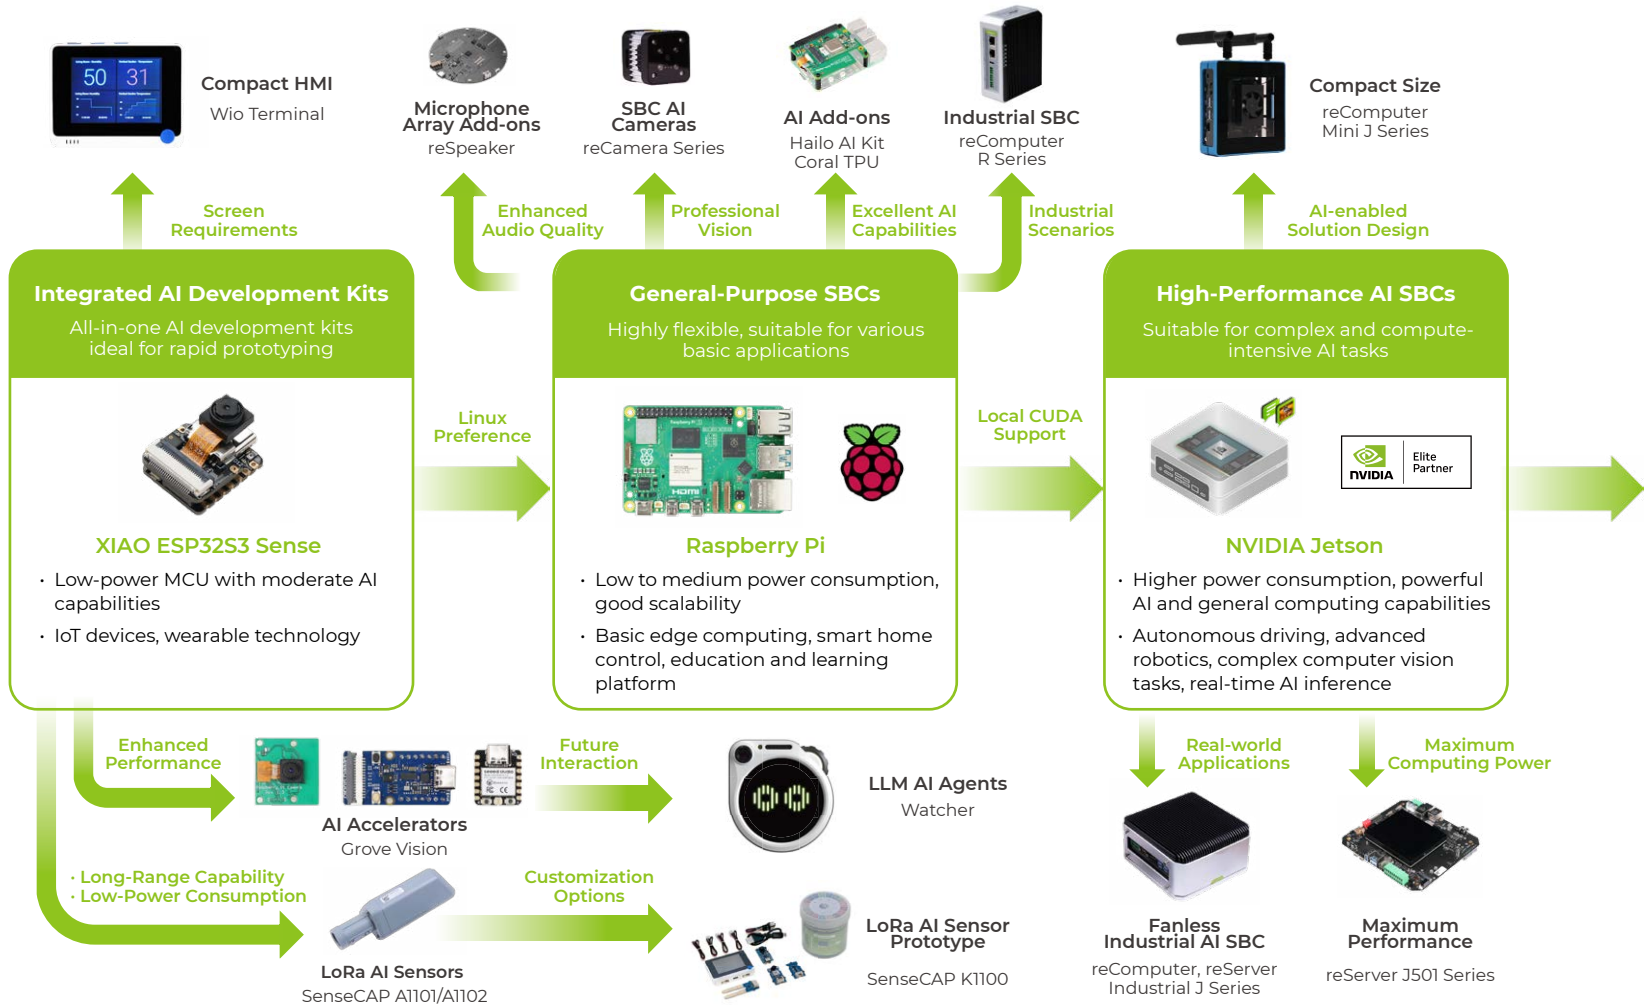 Compact HMI
Wio Terminal
Microphone
Array Add-ons
reSpeaker
SBC AI
Cameras
reCamera Series
AI Add-ons
Hailo AI Kit
Coral TPU
Industrial SBC
reComputer
R Series
Compact Size
reComputer
Mini J Series
50
31
Screen
Requirements
Enhanced
Audio Quality
Professional
Vision
Excellent AI
Capabilities
Industrial
Scenarios
AI-enabled
Solution Design
Integrated AI Development Kits
All-in-one AI development kits
ideal for rapid prototyping
XIAO ESP32S3 Sense
• Low-power MCU with moderate AI
capabilities
• IoT devices, wearable technology
Linux
Preference
General-Purpose SBCs
Highly flexible, suitable for various
basic applications
HDMI
Raspberry Pi
• Low to medium power consumption,
good scalability
• Basic edge computing, smart home
control, education and learning
platform
Local CUDA
Support
High-Performance AI SBCs
Suitable for complex and compute-
intensive AI tasks
NVIDIA
Elite
Partner
NVIDIA Jetson
• Higher power consumption, powerful
AI and general computing capabilities
• Autonomous driving, advanced
robotics, complex computer vision
tasks, real-time AI inference
Enhanced
Performance
AI Accelerators
Grove Vision
Future
Interaction
LLM AI Agents
Watcher
• Long-Range Capability
• Low-Power Consumption
LoRa AI Sensors
SenseCAP A1101/A1102
Customization
Options
LoRa AI Sensor
Prototype
SenseCAP K1100
Real-world
Applications
Fanless
Industrial AI SBC
reComputer, reServer
Industrial J Series
Maximum
Computing Power
Maximum
Performance
reServer J501 Series